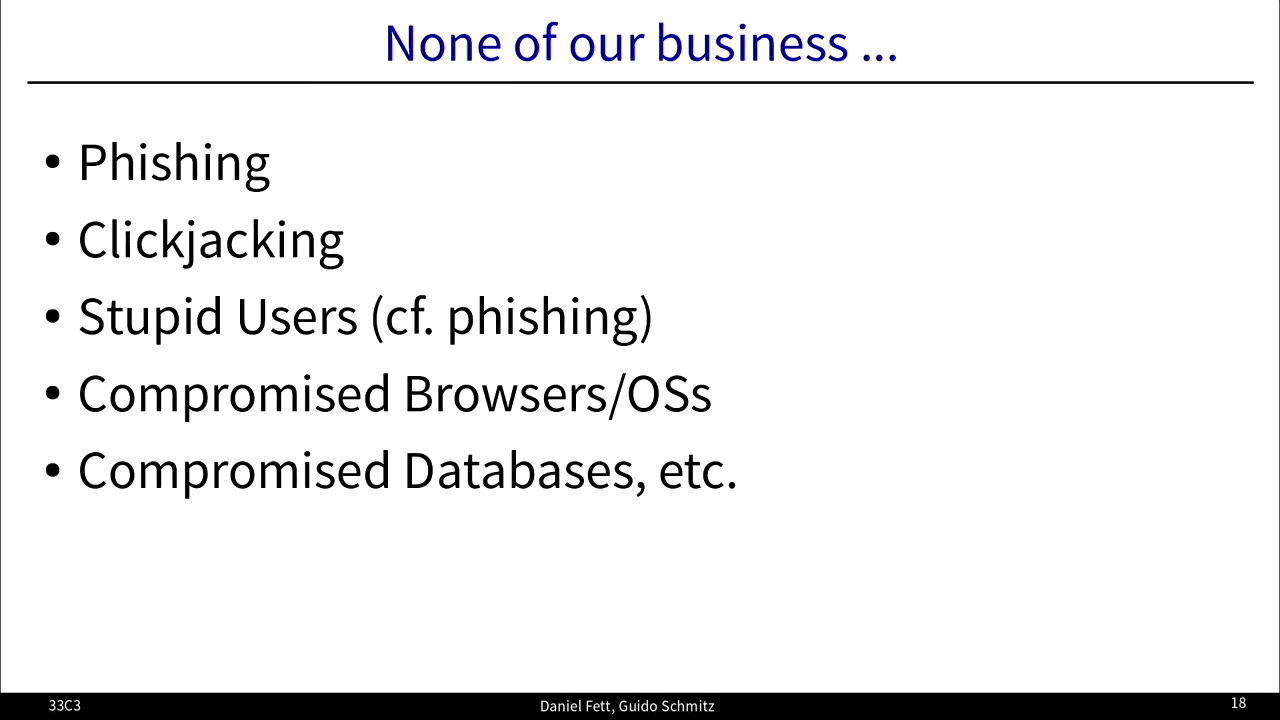 None of our business ...
• Phishing
• Clickjacking
• Stupid Users (cf. phishing)
• Compromised Browsers/OSs
• Compromised Databases, etc.
33C3
Daniel Fett, Guido Schmitz
18